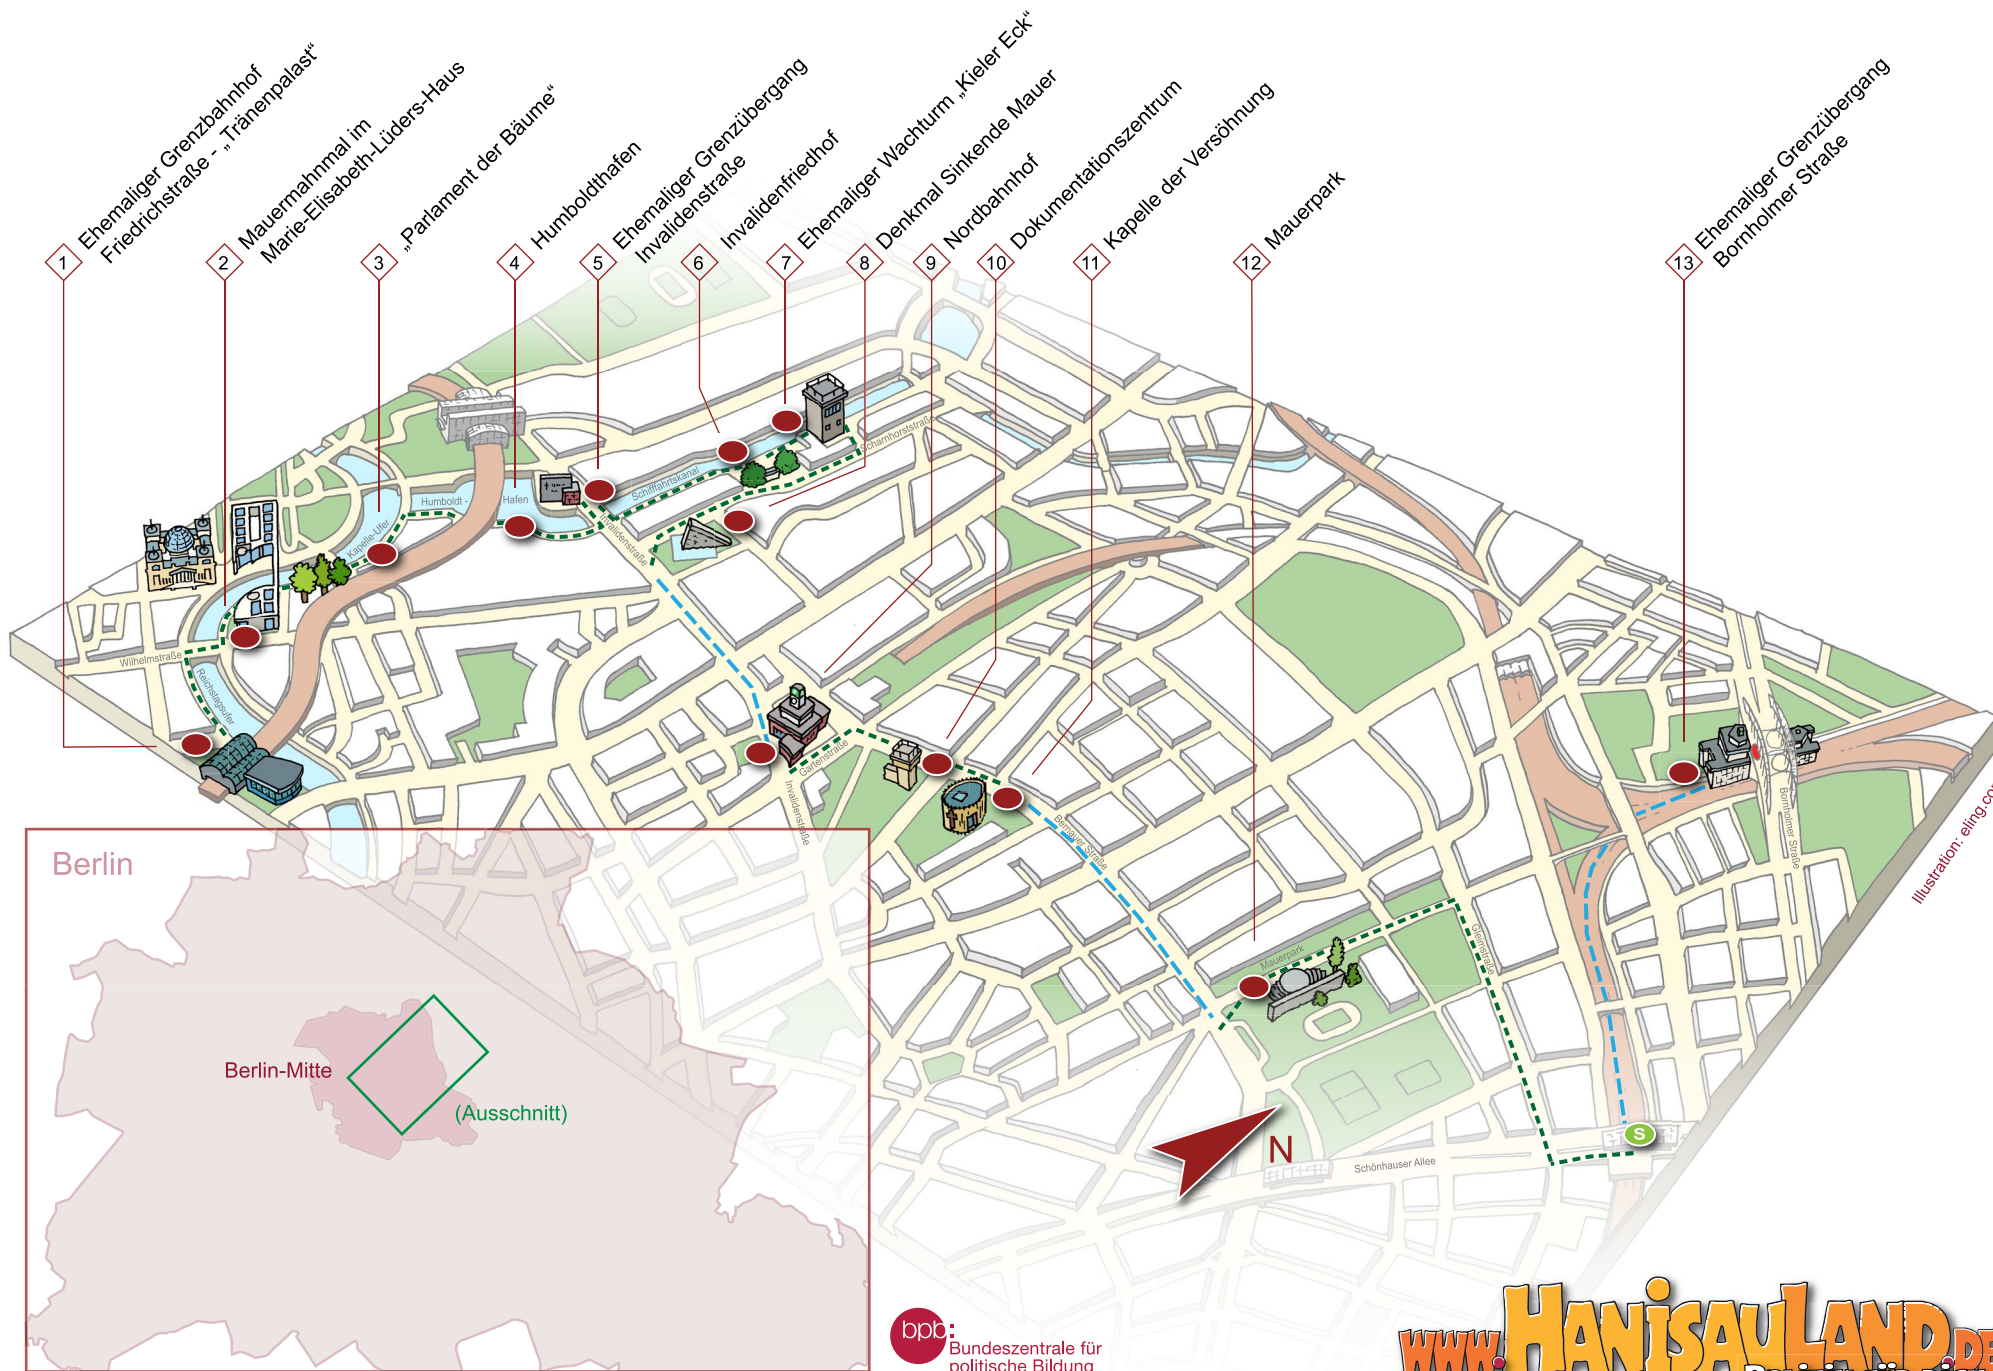 1
Ehemaliger Grenzbahnhof
Friedrichstraße - „Tränenpalast“
2
Mauermahnmal im
Marie-Elisabeth-Lüders-Haus
3
„Parlament der Bäume“
4
Humboldthafen
5
Ehemaliger Grenzübergang
Invalidenstraße
6
Invalidenfriedhof
7
Ehemaliger Wachturm „Kieler Eck“
8
Denkmal Sinkende Mauer
9
Nordbahnhof
10
Dokumentationszentrum
11
Kapelle der Versöhnung
12
Mauerpark
13
Ehemaliger Grenzübergang
Bornholmer Straße
Scharnhorststraße
Schifffahrtskanal
Humboldt - Hafen
Invalidenstraße
Kapelle-Ufer
Wilhelmstraße
Reichstagsufer
Gartenstraße
Invalidenstraße
Bernauer Straße
Bornholmer Straße
Mauerpark
Gleimstraße
Schönhauser Allee
S
N
Illustration: eling.co
Berlin
Berlin-Mitte
(Ausschnitt)
bpb:
Bundeszentrale für
politische Bildung
www.HanisauLand.de